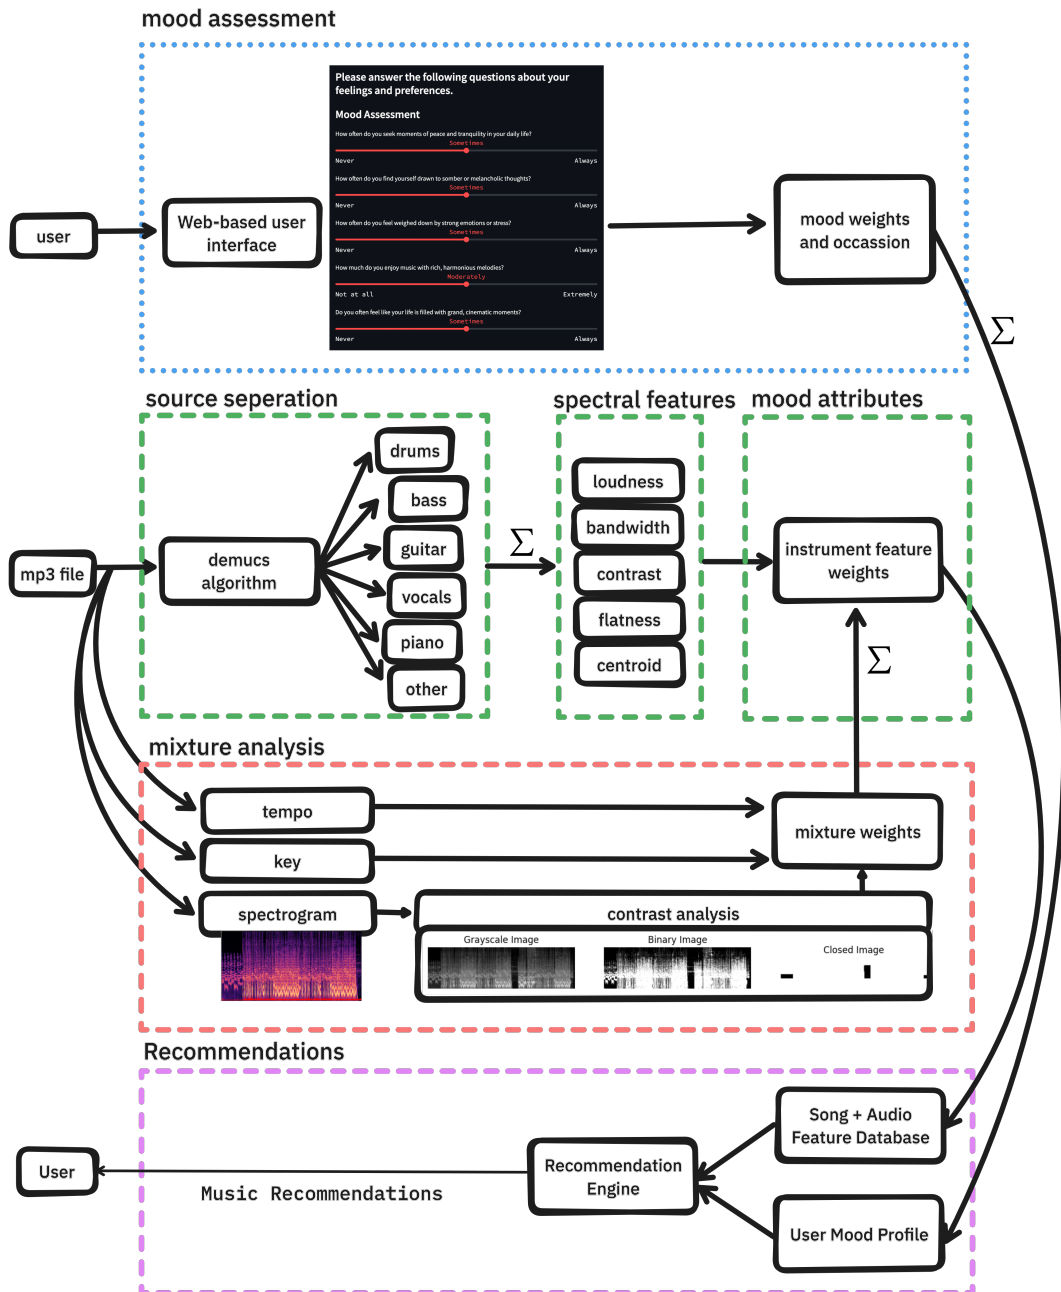 mood assessment
Please answer the following questions about your
feelings and preferences.
Mood Assessment
How often do you seek moments of peace and tranquility in your daily life?
Sometimes
Never Always
How often do you find yourself drawn to somber or melancholic thoughts?
Sometimes
Never Always
How often do you feel weighed down by strong emotions or stress?
Sometimes
Never Always
How much do you enjoy music with rich, harmonious melodies?
Moderately
Not at all Extremely
Do you often feel like your life is filled with grand, cinematic moments?
Sometimes
Never Always
user
Web-based user
interface
mood weights
and occassion
Σ
source seperation
spectral features
mood attributes
mp3 file
demucs
algorithm
drums
bass
guitar
vocals
piano
other
Σ
loudness
bandwidth
contrast
flatness
centroid
instrument feature
weights
Σ
mixture analysis
tempo
key
spectrogram
mixture weights
contrast analysis
Grayscale Image
Binary Image
Closed Image
Recommendations
Song + Audio
Feature Database
User Mood Profile
Recommendation
Engine
Music Recommendations
User